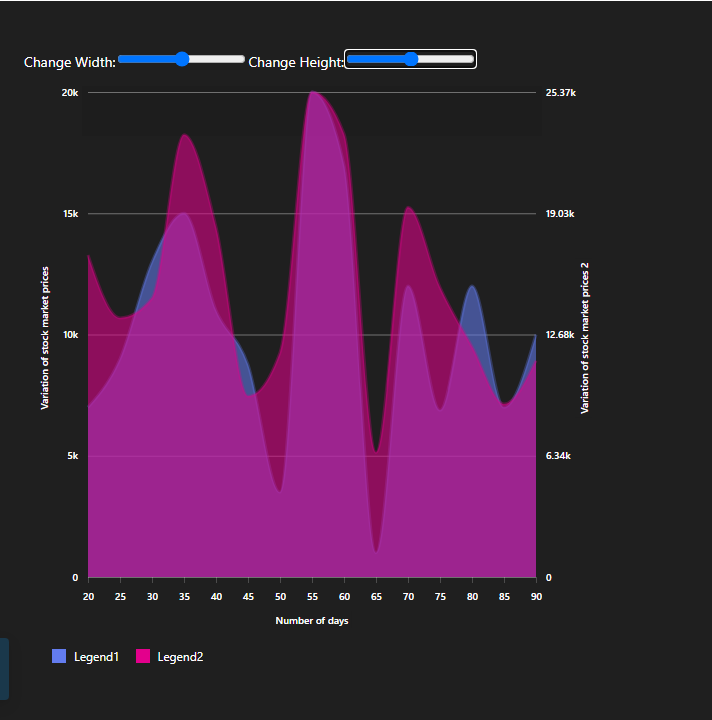 Change Width: Change Height:
20k 25.37k
15k 19.03k
10k 12.68k
5k 6.34k
0 0
Variation of stock market prices
Variation of stock market prices 2
20 25 30 35 40 45 50 55 60 65 70 75 80 85 90
Number of days
Legend1 Legend2